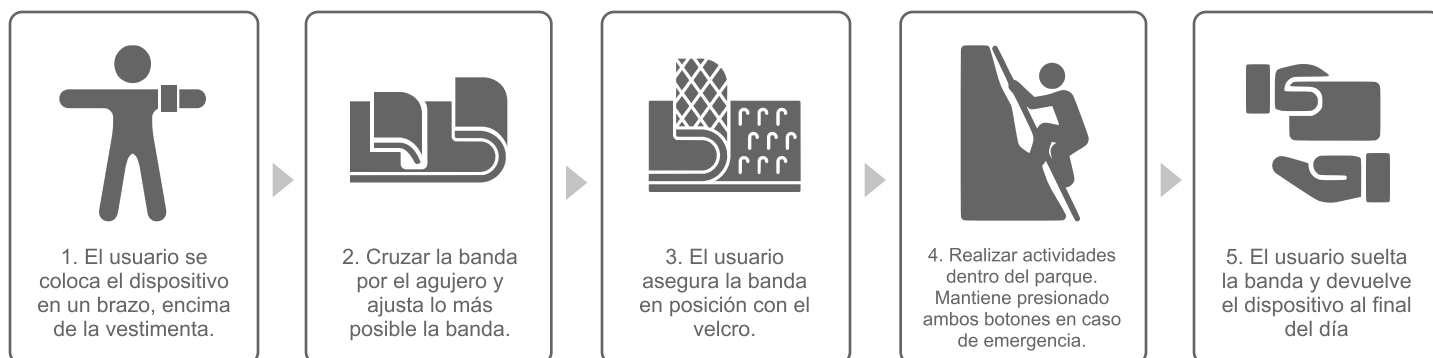 1. El usuario se
coloca el dispositivo
en un brazo, encima
de la vestimenta.
2. Cruzar la banda
por el agujero y
ajusta lo más
posible la banda.
3. El usuario
asegura la banda
en posición con el
velcro.
4. Realizar actividades
dentro del parque.
Mantiene presionado
ambos botones en caso
de emergencia.
5. El usuario suelta
la banda y devuelve
el dispositivo al final
del día